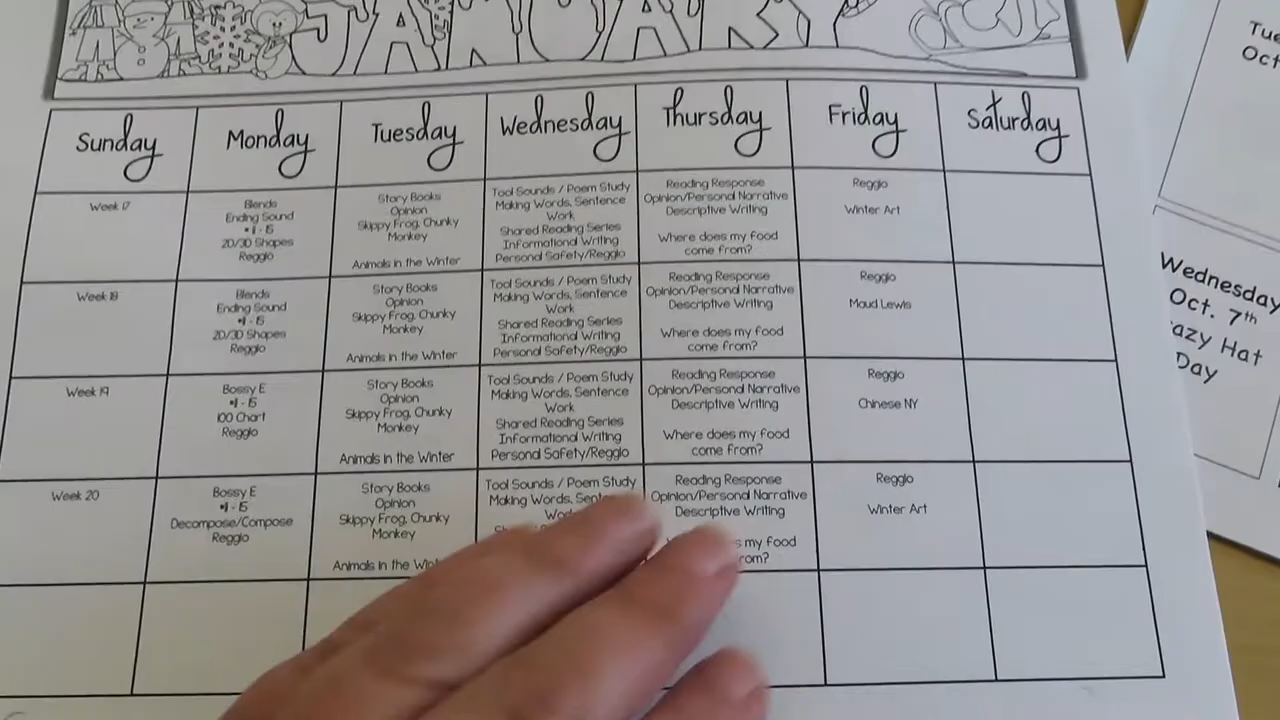 JANUARY
Sunday Monday Tuesday Wednesday Thursday Friday Saturday
Week 17
Blends
Ending Sound
#1 - 15
20/30 Shapes
Reggio
Story Books
Opinion
Skippy Frog, Chunky
Monkey
Animals in the Winter
Tool Sounds / Poem Study
Making Words, Sentence
Work
Shared Reading Series
Informational Writing
Personal Safety/Reggio
Reading Response
Opinion/Personal Narrative
Descriptive Writing
Where does my food
come from?
Reggio
Winter Art
Week 18
Blends
Ending Sound
#1 - 15
20/30 Shapes
Reggio
Story Books
Opinion
Skippy Frog, Chunky
Monkey
Animals in the Winter
Tool Sounds / Poem Study
Making Words, Sentence
Work
Shared Reading Series
Informational Writing
Personal Safety/Reggio
Reading Response
Opinion/Personal Narrative
Descriptive Writing
Where does my food
come from?
Reggio
Maud Lewis
Week 19
Bossy E
#1 - 15
100 Chart
Reggio
Story Books
Opinion
Skippy Frog, Chunky
Monkey
Animals in the Winter
Tool Sounds / Poem Study
Making Words, Sentence
Work
Shared Reading Series
Informational Writing
Personal Safety/Reggio
Reading Response
Opinion/Personal Narrative
Descriptive Writing
Where does my food
come from?
Reggio
Chinese NY
Week 20
Bossy E
#1 - 15
Decompose/Compose
Reggio
Story Books
Opinion
Skippy Frog, Chunky
Monkey
Animals in the
Tool Sounds / Poem Study
Making Words,
Reading Response
Opinion/Personal Narrative
Descriptive Writing
my food
Reggio
Winter Art
Oct
Wednesday
Oct. 7th
Hat
Day